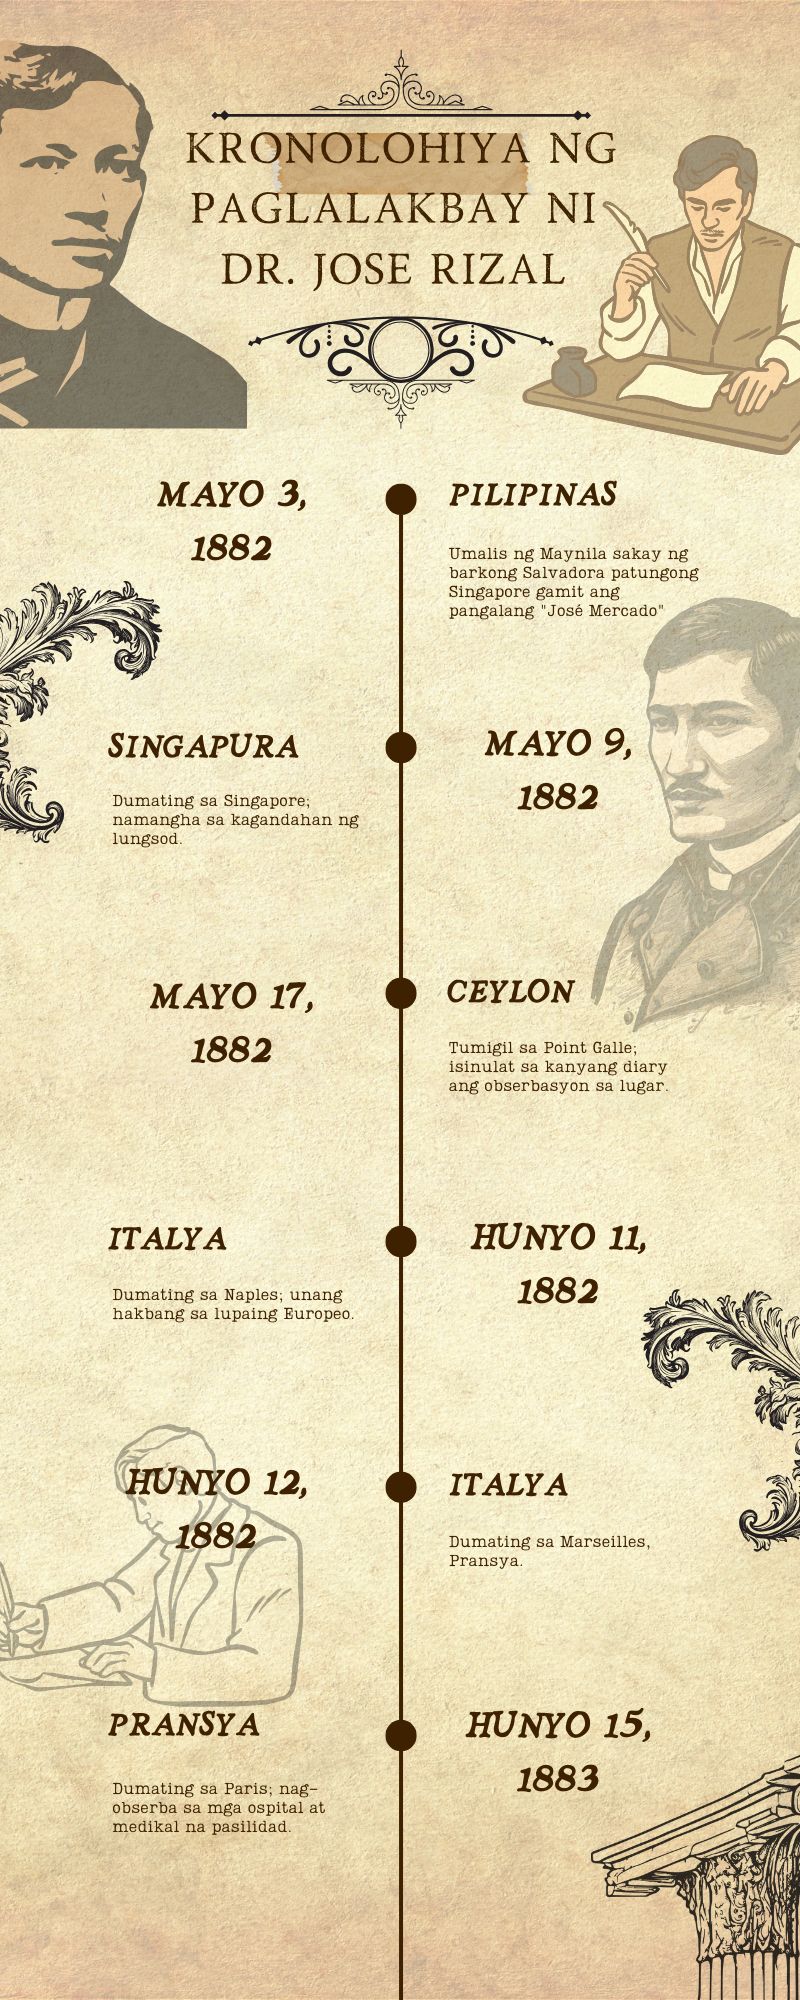 KRONOLOHIYA NG
PAGLALAKBAY NI
DR. JOSE RIZAL
MAYO 3,
1882
PILIPINAS
Umalis ng Maynila sakay ng
barkong Salvadora patungong
Singapore gamit ang
pangalang "José Mercado"
SINGAPURA
Dumating sa Singapore;
namangha sa kagandahan ng
lungsod.
MAYO 9,
1882
MAYO 17,
1882
CEYLON
Tumigil sa Point Galle;
isinulat sa kanyang diary
ang obserbasyon sa lugar.
ITALYA
Dumating sa Naples; unang
hakbang sa lupaing Europeo.
HUNYO 11,
1882
HUNYO 12,
1882
ITALYA
Dumating sa Marseilles,
Pransya.
PRANSYA
Dumating sa Paris; nag-
obserba sa mga ospital at
medikal na pasilidad.
HUNYO 15,
1883